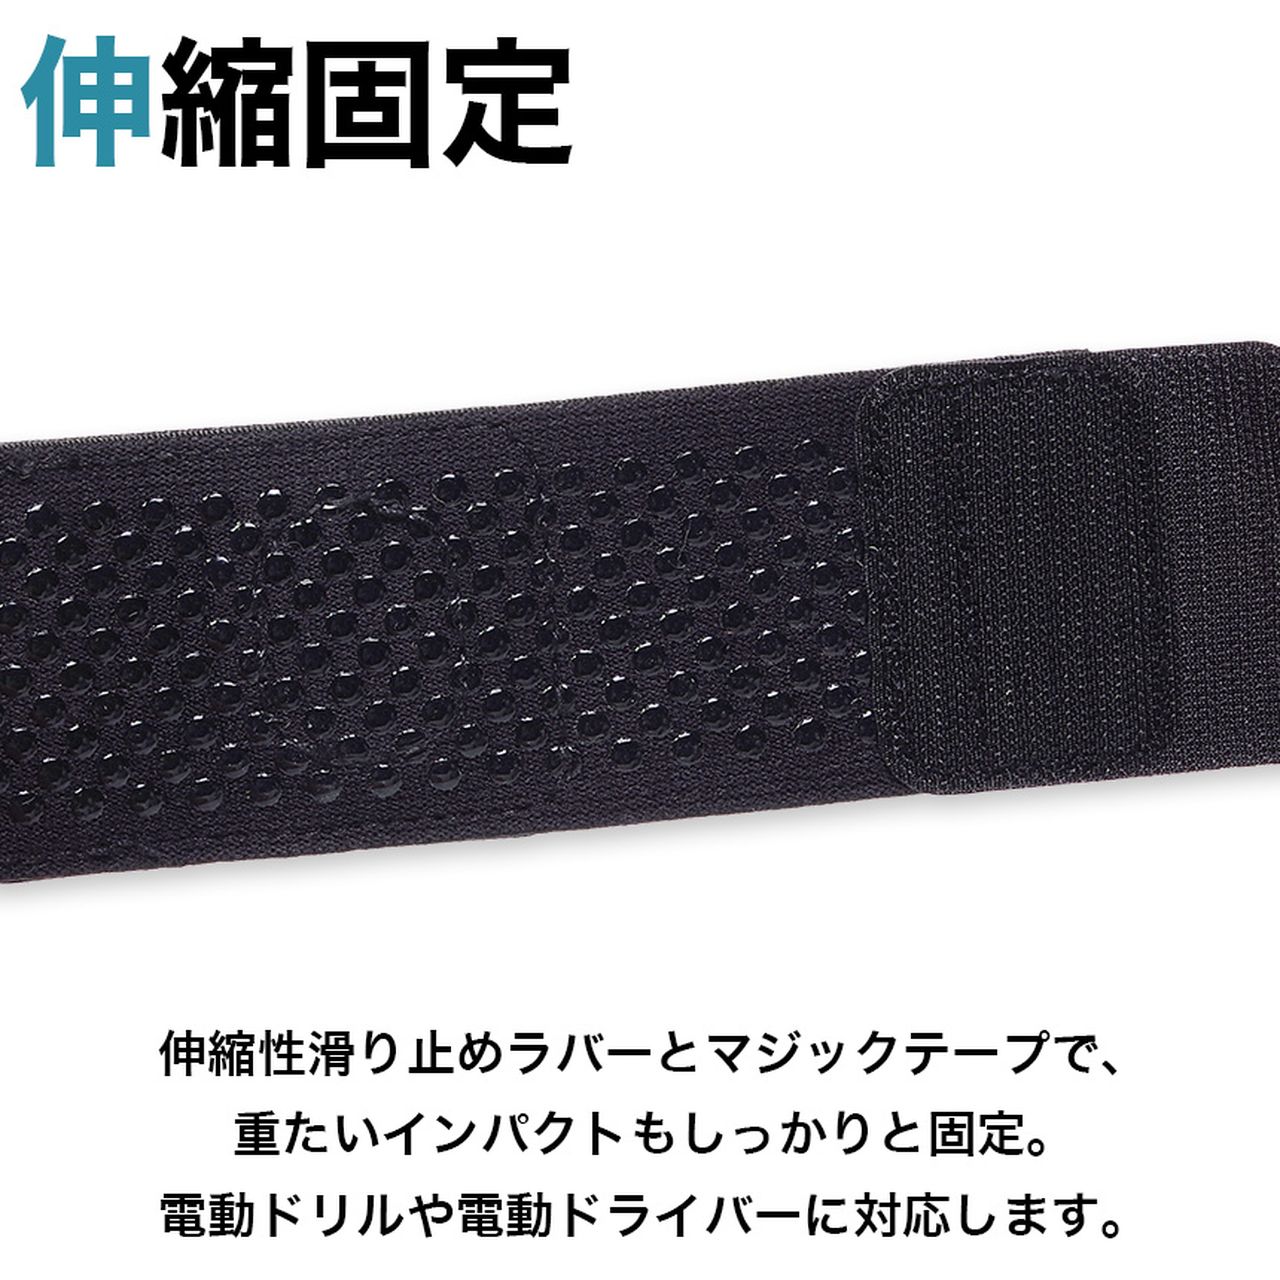 伸縮固定
伸縮性滑り止めラバーとマジックテープで、
重たいインパクトもしっかりと固定。
電動ドリルや電動ドライバーに対応します。